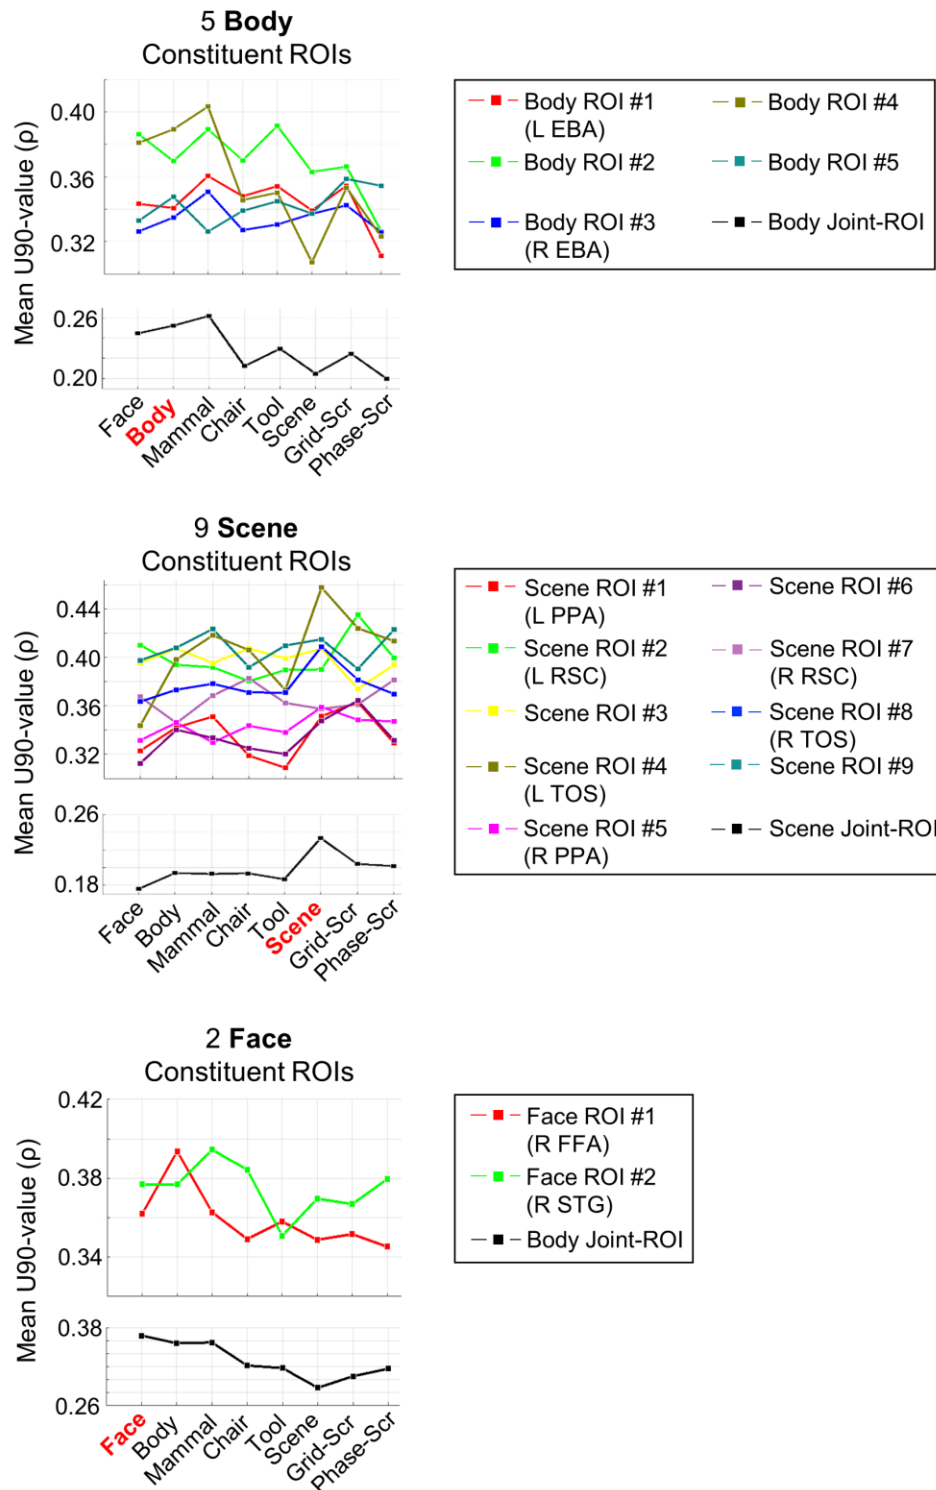 5 Body
Constituent ROIs
Mean U90-value (ρ)
0.40
0.36
0.32
0.26
0.20
Face
Body
Mammal
Chair
Tool
Scene
Grid-Scr
Phase-Scr
Body ROI #1
(L EBA)
Body ROI #2
Body ROI #3
(R EBA)
Body ROI #4
Body ROI #5
Body Joint-ROI
9 Scene
Constituent ROIs
Mean U90-value (ρ)
0.44
0.40
0.36
0.32
0.26
0.18
Face
Body
Mammal
Chair
Tool
Scene
Grid-Scr
Phase-Scr
Scene ROI #1
(L PPA)
Scene ROI #2
(L RSC)
Scene ROI #3
Scene ROI #4
(L TOS)
Scene ROI #5
(R PPA)
Scene ROI #6
Scene ROI #7
(R RSC)
Scene ROI #8
(R TOS)
Scene ROI #9
Scene Joint-ROI
2 Face
Constituent ROIs
Mean U90-value (ρ)
0.42
0.38
0.34
0.38
0.26
Face
Body
Mammal
Chair
Tool
Scene
Grid-Scr
Phase-Scr
Face ROI #1
(R FFA)
Face ROI #2
(R STG)
Body Joint-ROI